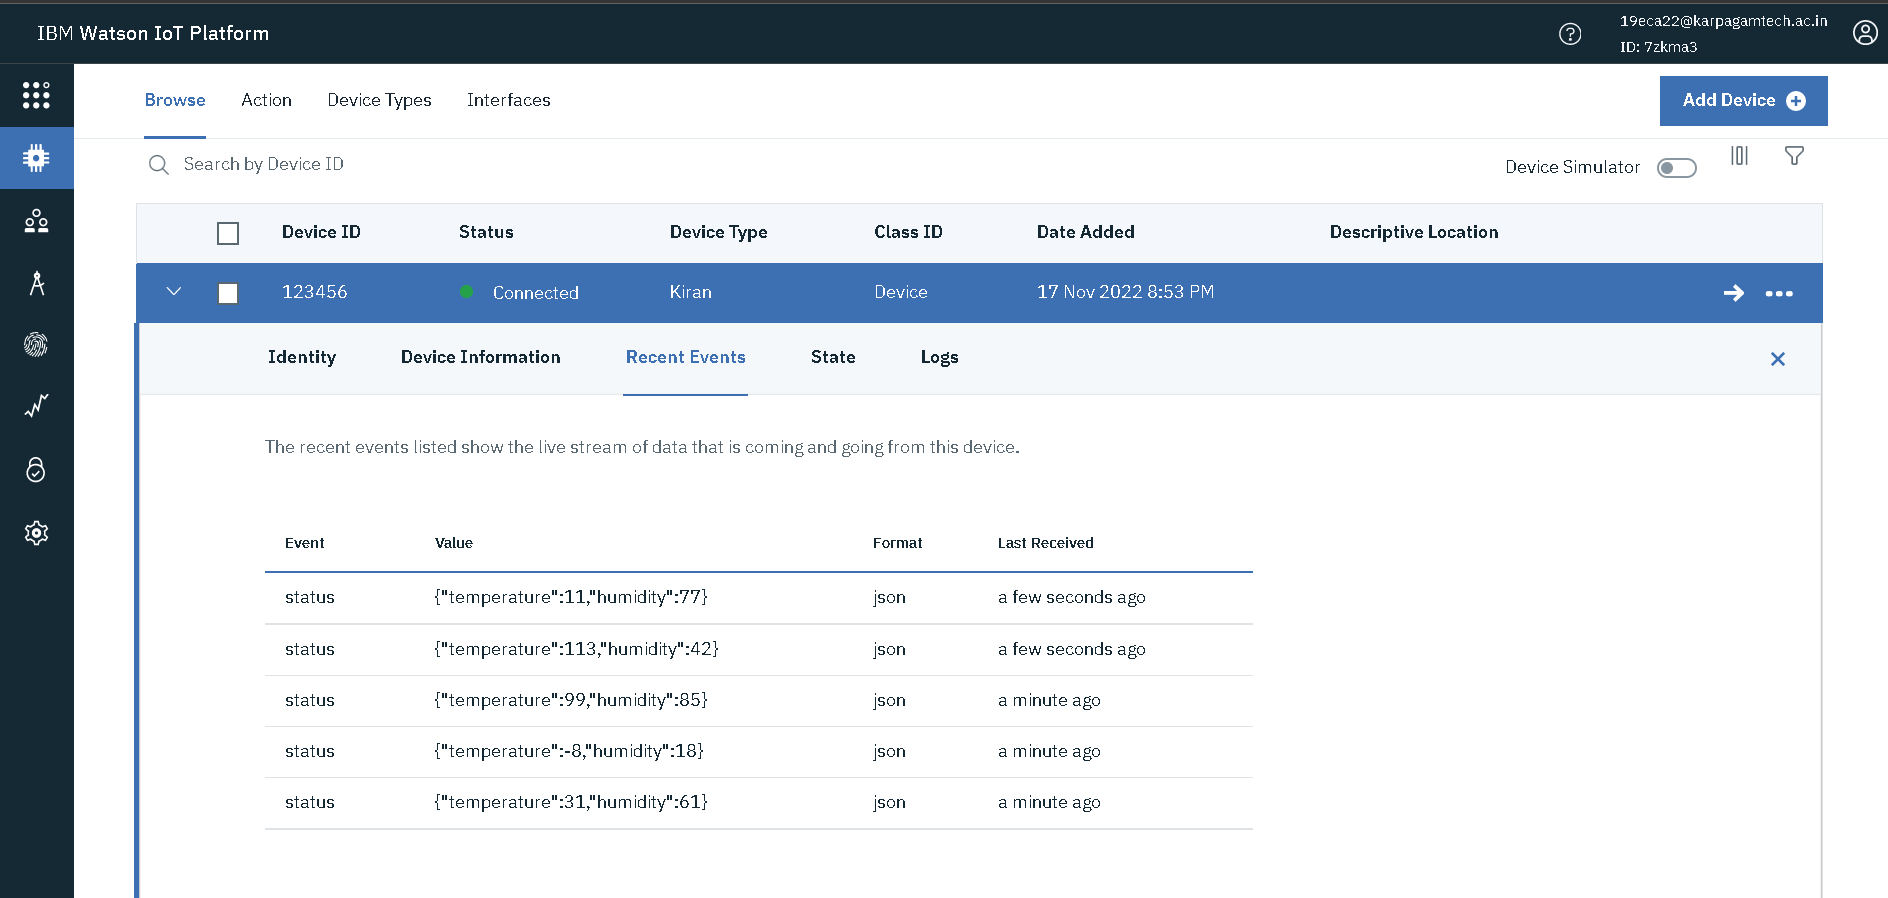 IBM Watson IoT Platform
19eca22@karpagamtech.ac.in
ID: 7zkma3
Browse Action Device Types Interfaces
Add Device
Search by Device ID
Device Simulator
Device ID Status Device Type Class ID Date Added Descriptive Location
123456 Connected Kiran Device 17 Nov 2022 8:53 PM
Identity Device Information Recent Events State Logs
The recent events listed show the live stream of data that is coming and going from this device.
Event Value Format Last Received
status {"temperature":11,"humidity":77} json a few seconds ago
status {"temperature":113,"humidity":42} json a few seconds ago
status {"temperature":99,"humidity":85} json a minute ago
status {"temperature":-8,"humidity":18} json a minute ago
status {"temperature":31,"humidity":61} json a minute ago